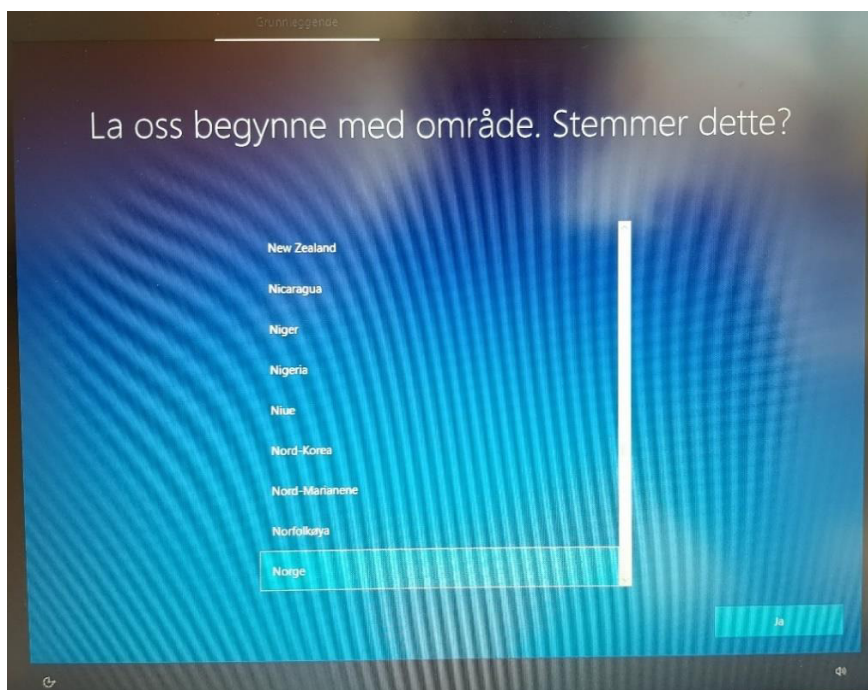 Grunnleggende
La oss begynne med område. Stemmer dette?
New Zealand
Nicaragua
Niger
Nigeria
Niue
Nord-Korea
Nord-Marianene
Norfolkøya
Norge
Ja